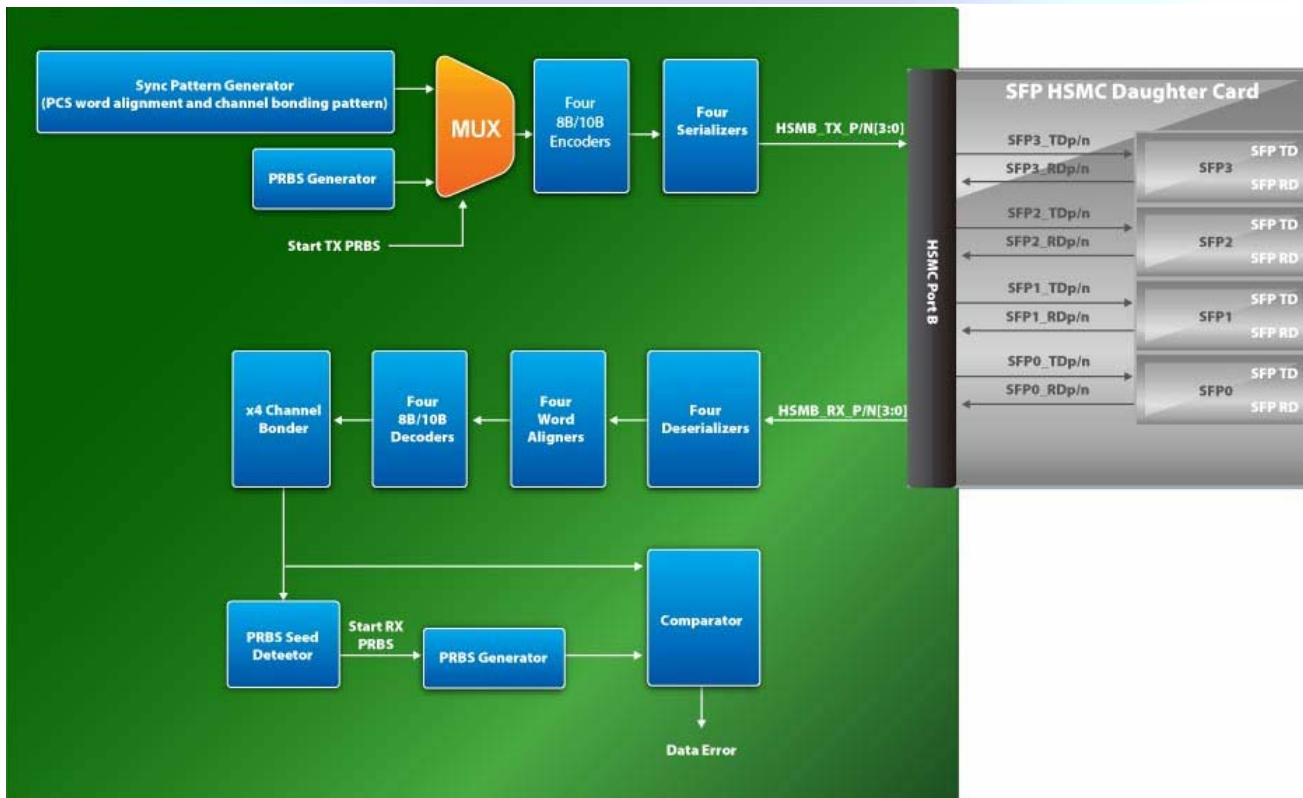 Sync Pattern Generator
(PCS word alignment and channel bonding pattern)
PRBS Generator
Start TX PRBS
MUX
Four
8B/10B
Encoders
Four
Serializers
HSMB_TX_P/N[3:0]
HSMC Port B
SFP HSMC Daughter Card
SFP3_TDp/n
SFP3_RDp/n
SFP3
SFP TD
SFP RD
SFP2_TDp/n
SFP2_RDp/n
SFP2
SFP TD
SFP RD
SFP1_TDp/n
SFP1_RDp/n
SFP1
SFP TD
SFP RD
SFP0_TDp/n
SFP0_RDp/n
SFP0
SFP TD
SFP RD
x4 Channel
Bonder
Four
8B/10B
Decoders
Four
Word
Aligners
Four
Deserializers
HSMB_RX_P/N[3:0]
PRBS Seed
Deteetor
Start RX
PRBS
PRBS Generator
Comparator
Data Error